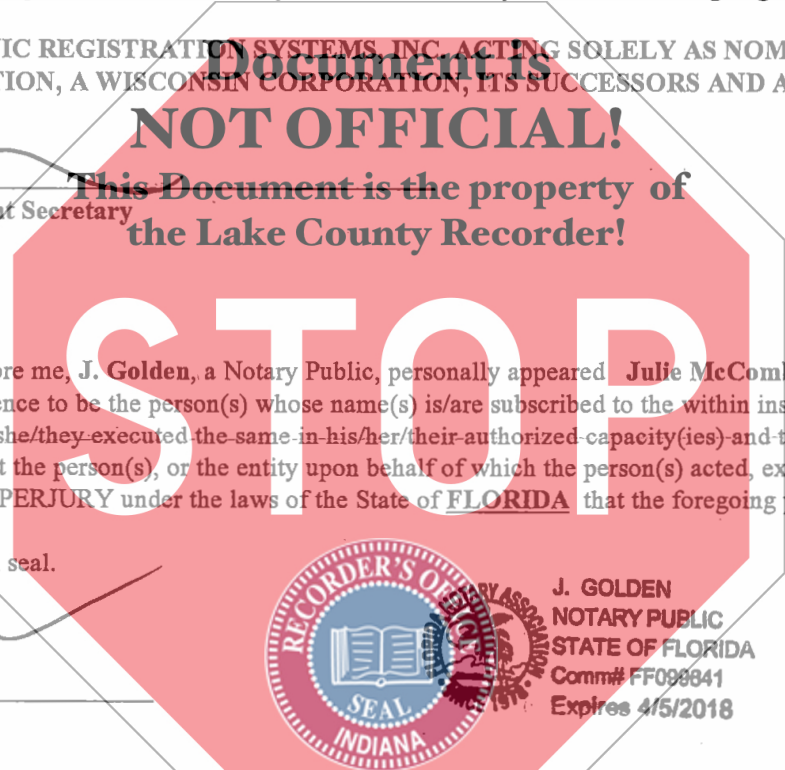 IC REGISTRATION SYSTEMS, INC. ACTING SOLELY AS NOM
Document is
TION, A WISCONSIN CORPORATION, ITS SUCCESSORS AND A
NOT OFFICIAL!
This Document is the property of
t Secretary
the Lake County Recorder!
STOP
re me, J. Golden, a Notary Public, personally appeared Julie McComb
ence to be the person(s) whose name(s) is/are subscribed to the within ins
she/they executed the same in his/her/their authorized capacity(ies) and t
t the person(s), or the entity upon behalf of which the person(s) acted, ex
PERJURY under the laws of the State of FLORIDA that the foregoing
seal.
RECORDER'S OFFICE
SEAL
INDIANA
ARY ASSOCIATION
J. GOLDEN
NOTARY PUBLIC
STATE OF FLORIDA
Comm# FF099841
Expires 4/5/2018